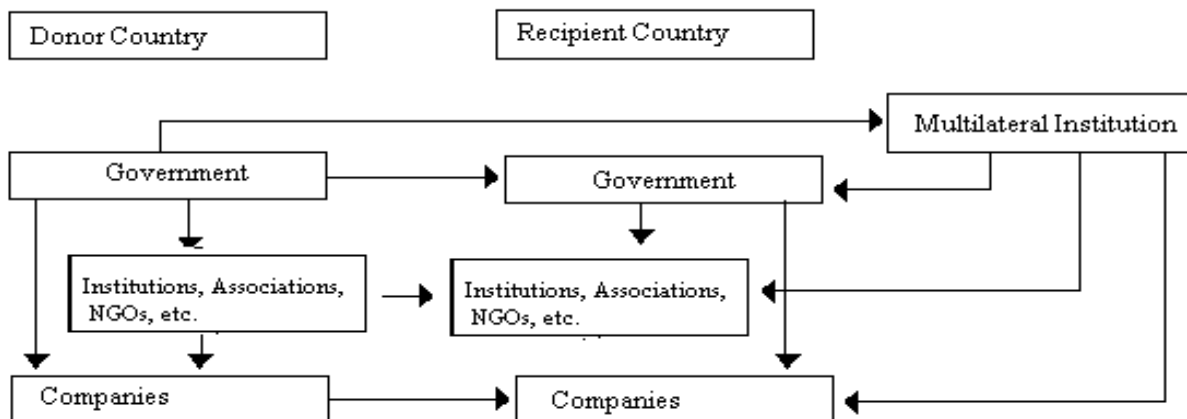 Donor Country
Recipient Country
Multilateral Institution
Government
Government
Institutions, Associations,
NGOs, etc.
Institutions, Associations,
NGOs, etc.
Companies
Companies